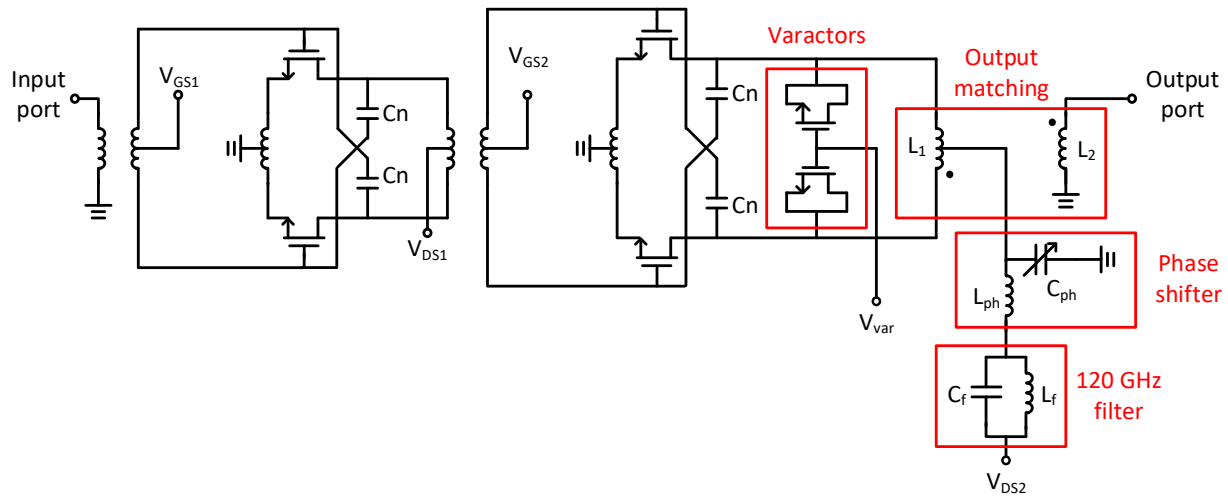 Input
port
V_GS1
Cn
Cn
V_DS1
V_GS2
Cn
Cn
Varactors
V_var
Output
matching
L_1
L_2
Output
port
L_ph
C_ph
Phase
shifter
C_f
L_f
120 GHz
filter
V_DS2